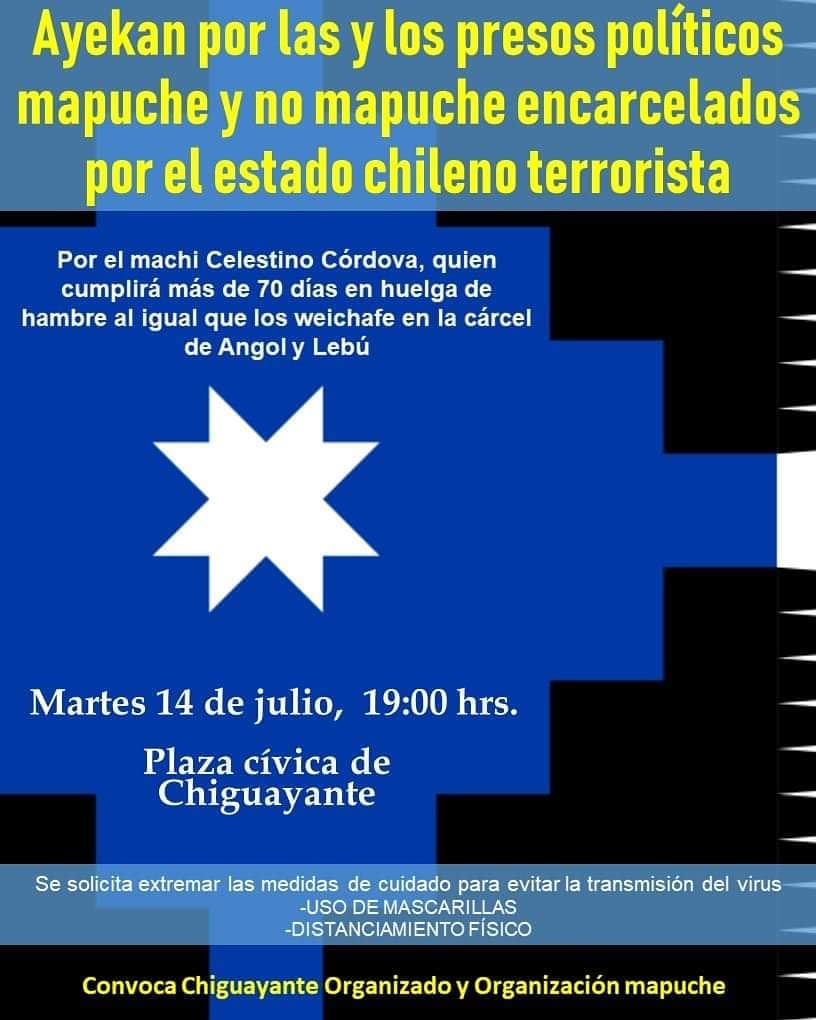 Ayekan por las y los presos políticos
mapuche y no mapuche encarcelados
por el estado chileno terrorista
Por el machi Celestino Córdova, quien
cumplirá más de 70 días en huelga de
hambre al igual que los weichafe en la cárcel
de Angol y Lebú
Martes 14 de julio, 19:00 hrs.
Plaza cívica de
Chiguayante
Se solicita extremar las medidas de cuidado para evitar la transmisión del virus
-USO DE MASCARILLAS
-DISTANCIAMIENTO FÍSICO
Convoca Chiguayante Organizado y Organización mapuche